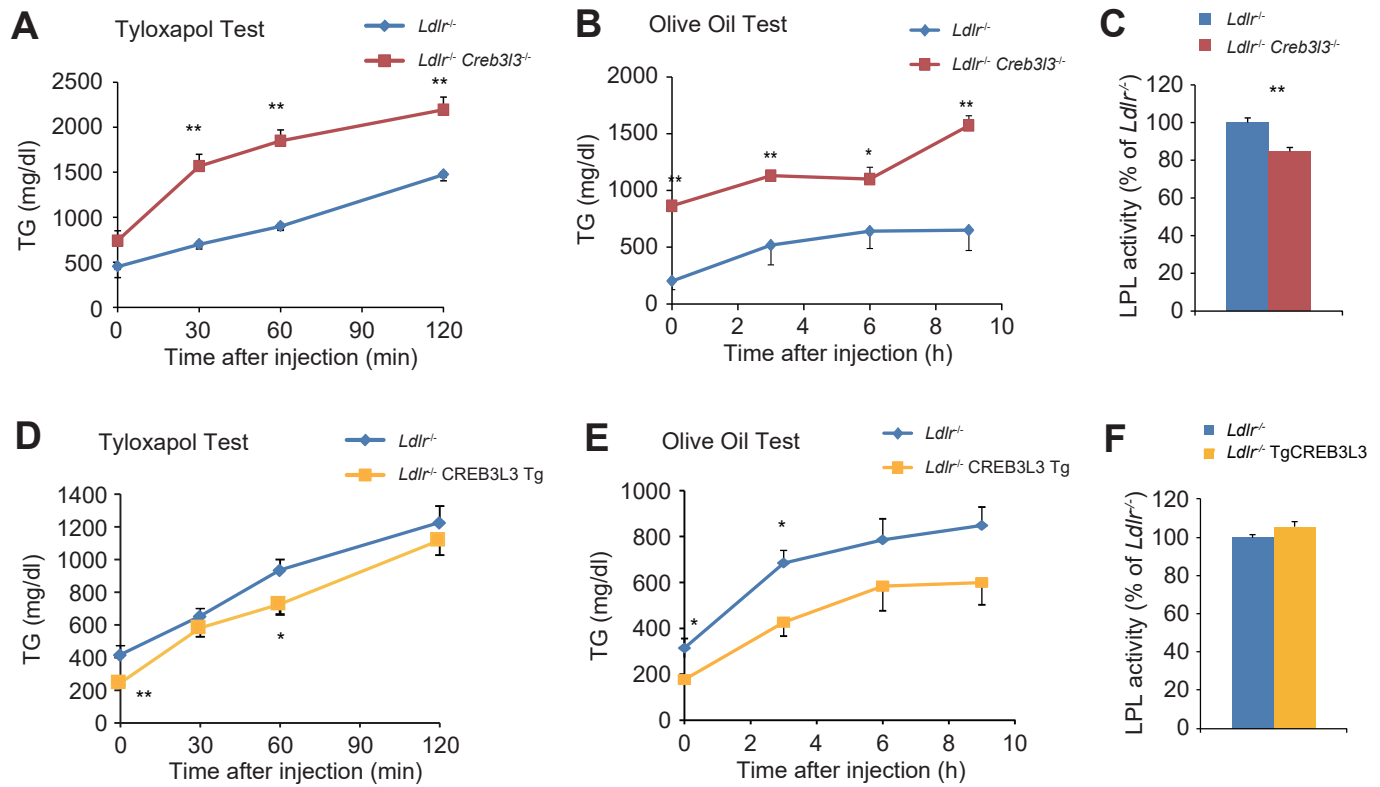 A
Tyloxapol Test
Ldlr-/-
Ldlr-/- Creb3l3-/-
TG (mg/dl)
2500
2000
1500
1000
500
0
** ** **
0 30 60 90 120
Time after injection (min)
B
Olive Oil Test
Ldlr-/-
Ldlr-/- Creb3l3-/-
TG (mg/dl)
2000
1500
1000
500
0
** ** * **
0 2 4 6 8 10
Time after injection (h)
C
Ldlr-/-
Ldlr-/- Creb3l3-/-
LPL activity (% of Ldlr-/-)
120
100
80
60
40
20
0
**
D
Tyloxapol Test
Ldlr-/-
Ldlr-/- CREB3L3 Tg
TG (mg/dl)
1400
1200
1000
800
600
400
200
0
** *
0 30 60 90 120
Time after injection (min)
E
Olive Oil Test
Ldlr-/-
Ldlr-/- CREB3L3 Tg
TG (mg/dl)
1000
800
600
400
200
0
* *
0 2 4 6 8 10
Time after injection (h)
F
Ldlr-/-
Ldlr-/- TgCREB3L3
LPL activity (% of Ldlr-/-)
120
100
80
60
40
20
0